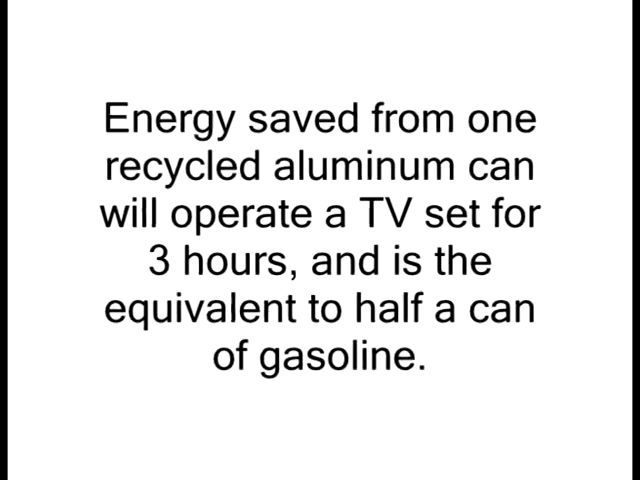 Energy saved from one
recycled aluminum can
will operate a TV set for
3 hours, and is the
equivalent to half a can
of gasoline.